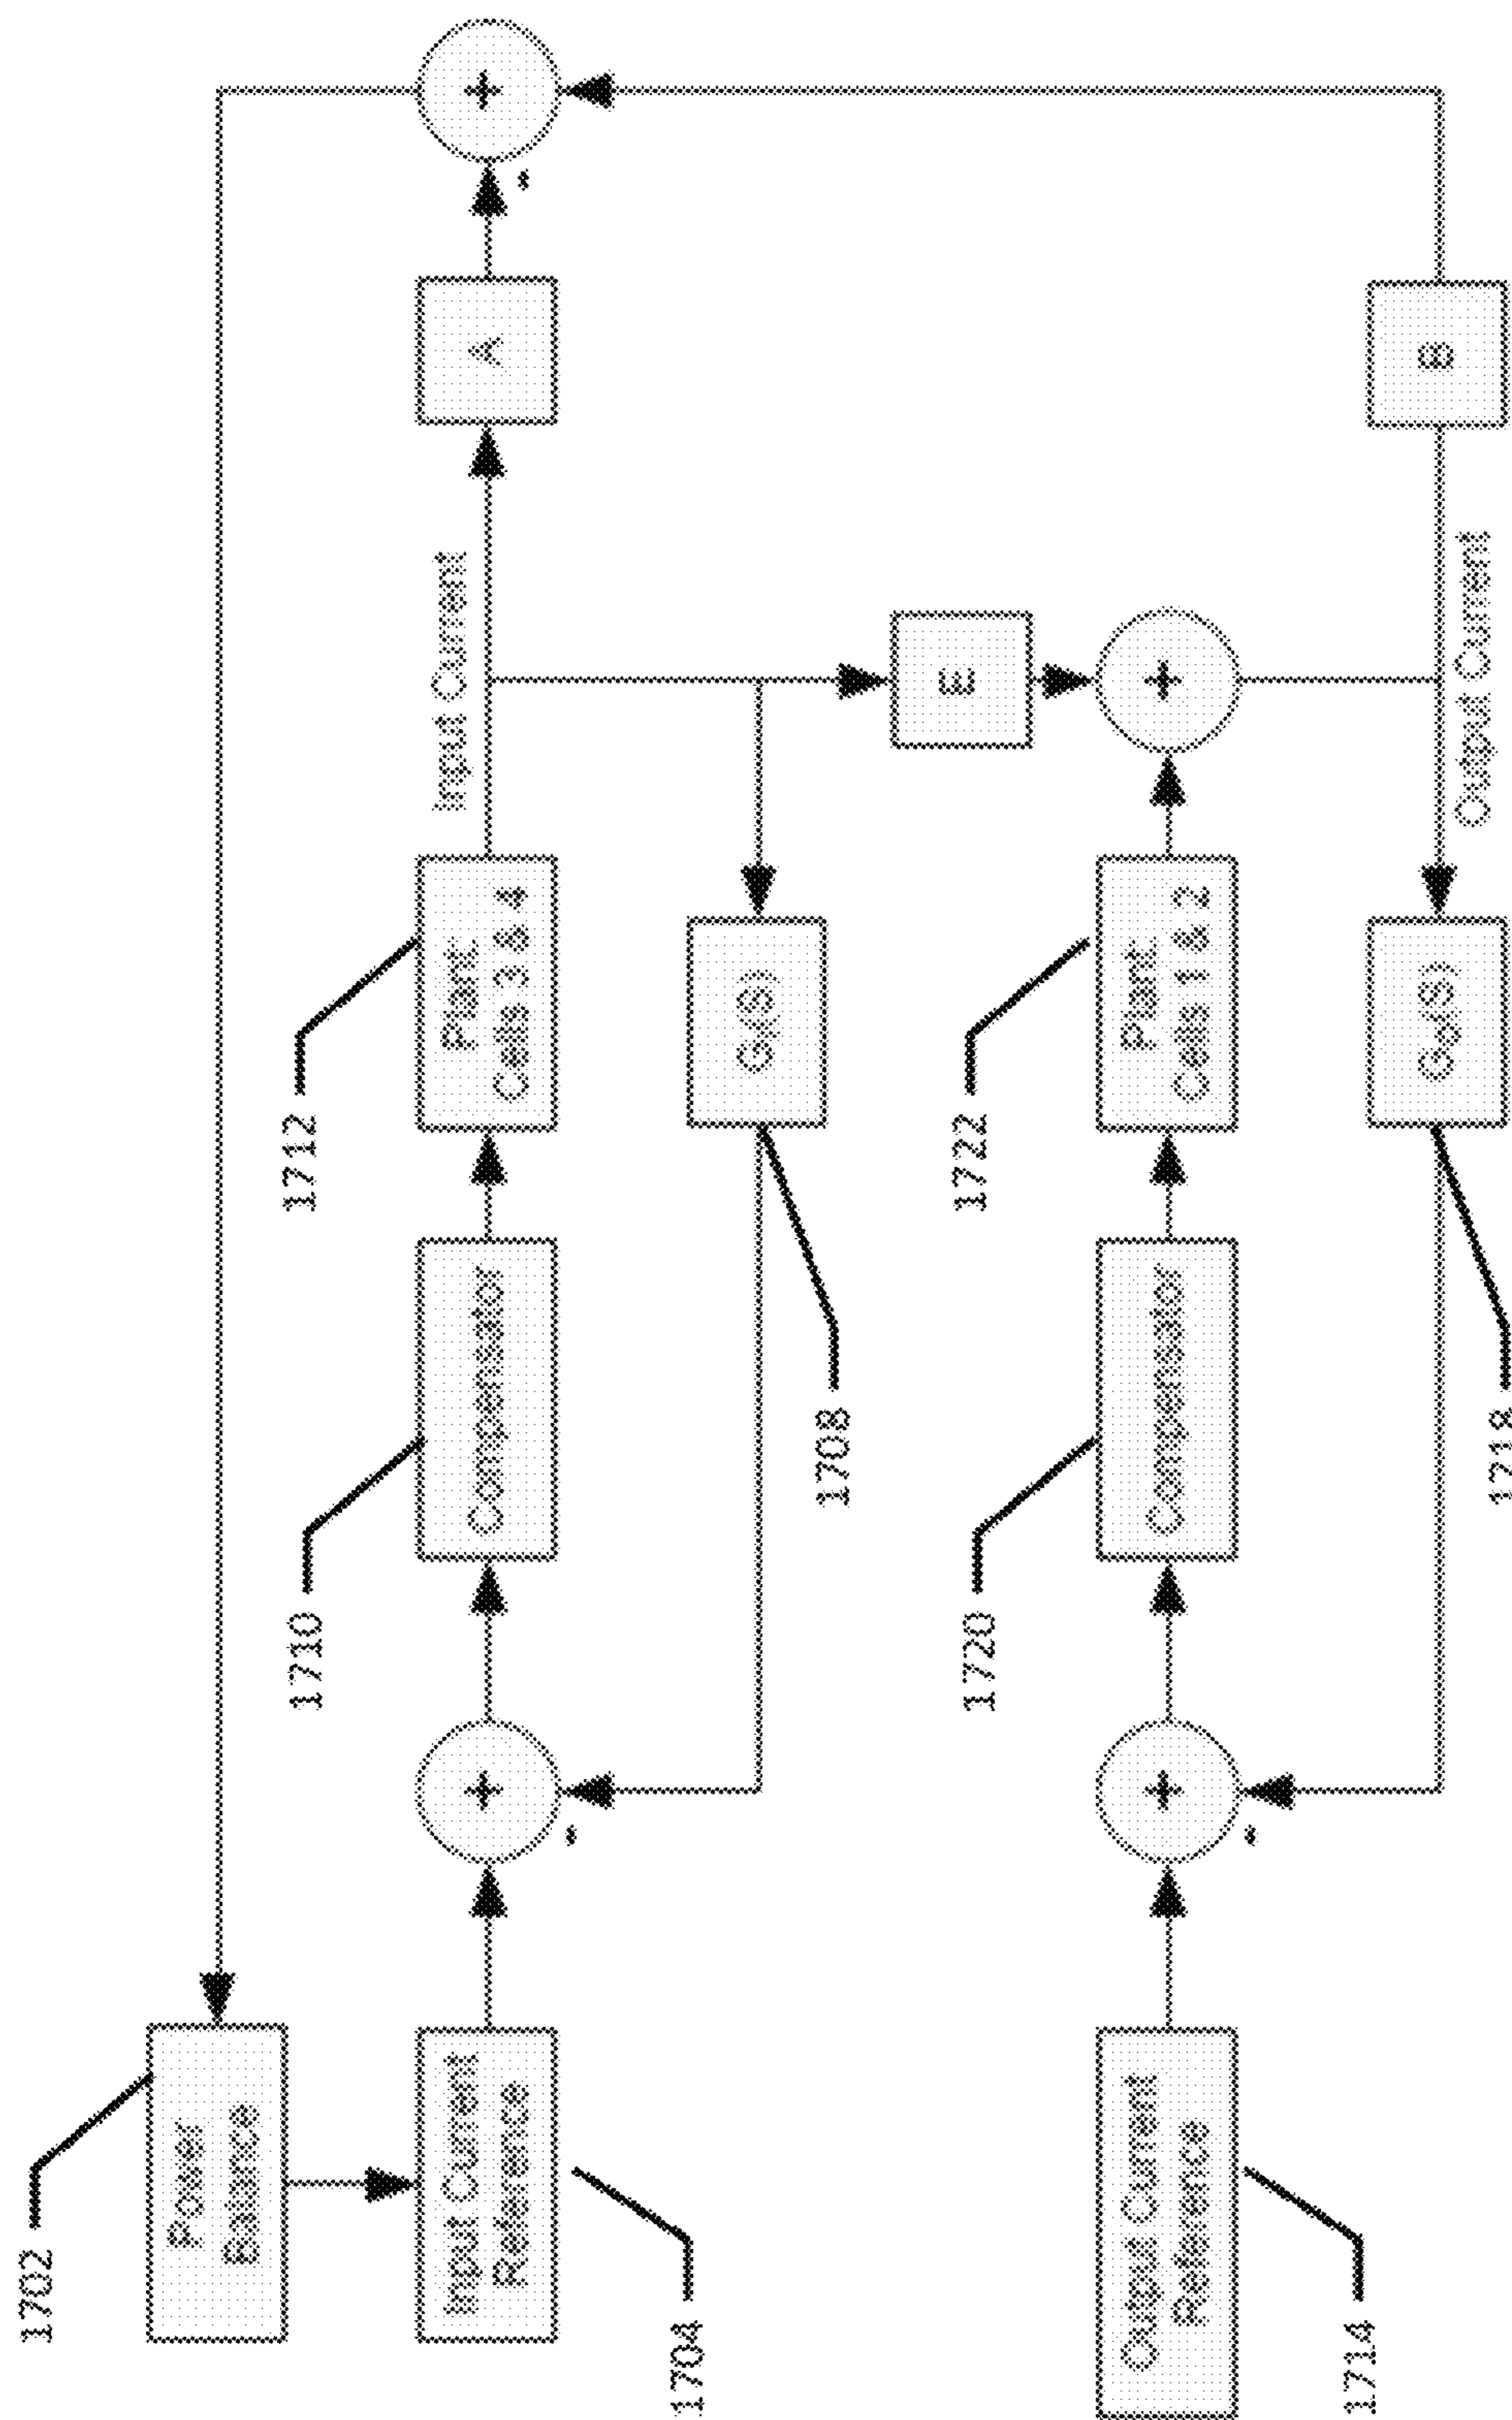 1702
Power
Balance
1704
Input Current
Reference
+
-
1710
Compensator
1712
Plant
Cells 3 & 4
Input Current
A
-
+
1708
E
1714
Output Current
Reference
+
-
1720
Compensator
1722
Plant
Cells 1 & 2
+
1718
Output Current
B